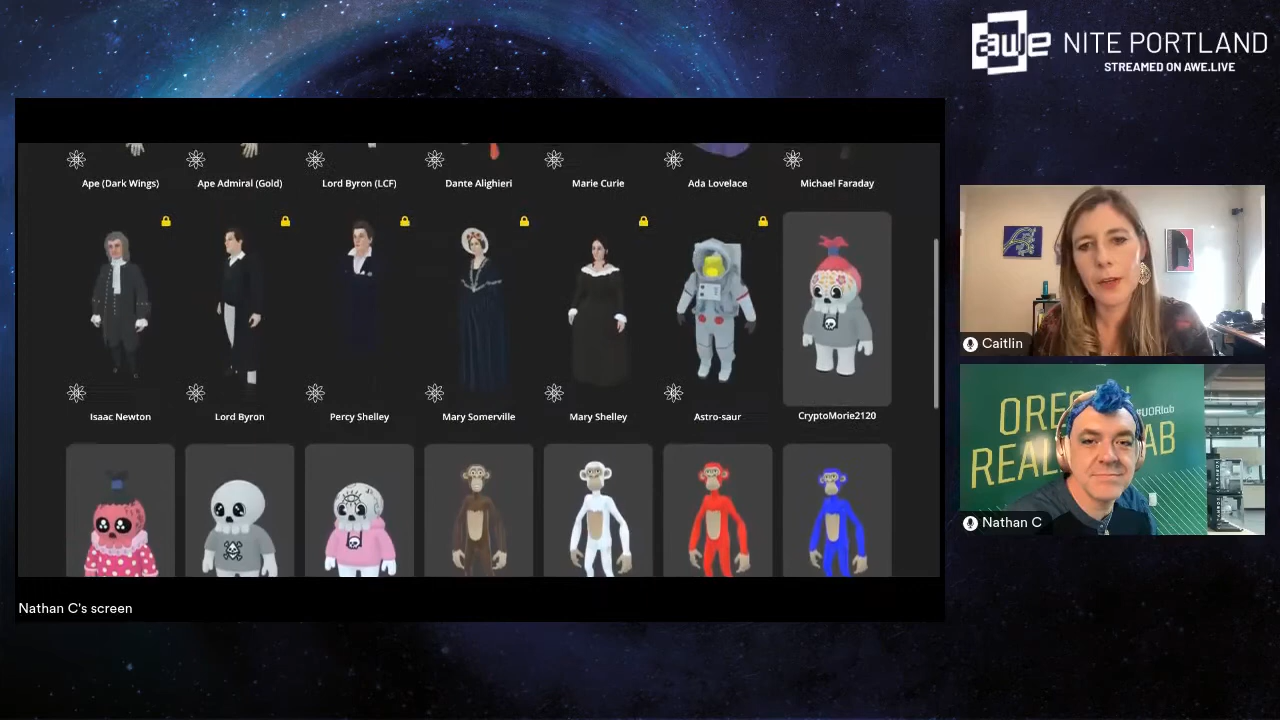 awe NITE PORTLAND
STREAMED ON AWE.LIVE
Ape (Dark Wings)
Ape Admiral (Gold)
Lord Byron (LCF)
Dante Alighieri
Marie Curie
Ada Lovelace
Michael Faraday
Isaac Newton
Lord Byron
Percy Shelley
Mary Somerville
Mary Shelley
Astro-saur
CryptoMorie2120
Caitlin
#UORlab
Nathan C
Nathan C's screen